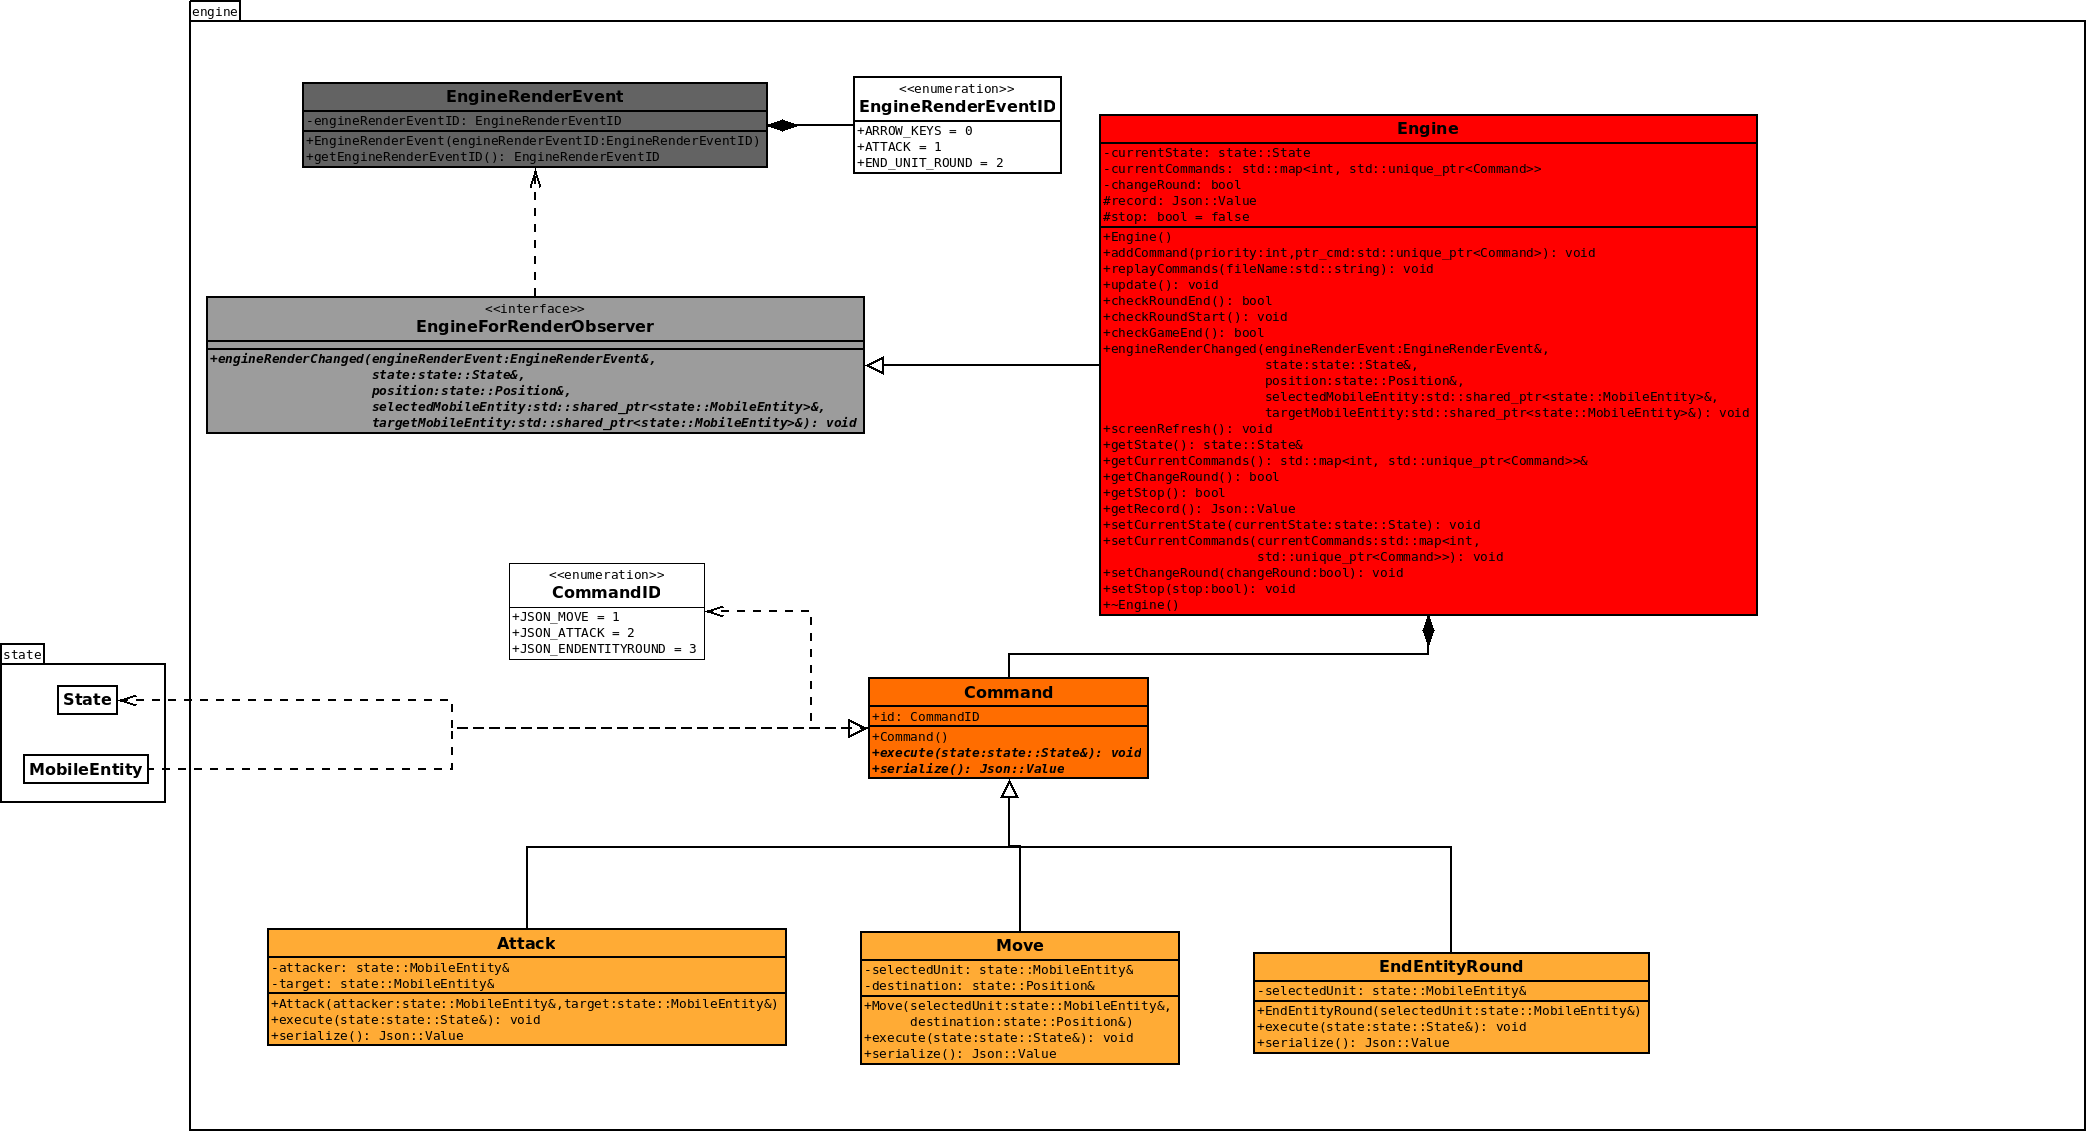 engine
EngineRenderEvent
-engineRenderEventID: EngineRenderEventID
+EngineRenderEvent(engineRenderEventID:EngineRenderEventID)
+getEngineRenderEventID(): EngineRenderEventID
<<enumeration>>
EngineRenderEventID
+ARROW_KEYS = 0
+ATTACK = 1
+END_UNIT_ROUND = 2
Engine
-currentState: state::State
-currentCommands: std::map<int, std::unique_ptr<Command>>
-changeRound: bool
#record: Json::Value
#stop: bool = false
+Engine()
+addCommand(priority:int,ptr_cmd:std::unique_ptr<Command>): void
+replayCommands(fileName:std::string): void
+update(): void
+checkRoundEnd(): bool
+checkRoundStart(): void
+checkGameEnd(): bool
+engineRenderChanged(engineRenderEvent:EngineRenderEvent&,
state:state::State&,
position:state::Position&,
selectedMobileEntity:std::shared_ptr<state::MobileEntity>&,
targetMobileEntity:std::shared_ptr<state::MobileEntity>&): void
+screenRefresh(): void
+getState(): state::State&
+getCurrentCommands(): std::map<int, std::unique_ptr<Command>>&
+getChangeRound(): bool
+getStop(): bool
+getRecord(): Json::Value
+setCurrentState(currentState:state::State): void
+setCurrentCommands(currentCommands:std::map<int,
std::unique_ptr<Command>>): void
+setChangeRound(changeRound:bool): void
+setStop(stop:bool): void
+~Engine()
<<interface>>
EngineForRenderObserver
+engineRenderChanged(engineRenderEvent:EngineRenderEvent&,
state:state::State&,
position:state::Position&,
selectedMobileEntity:std::shared_ptr<state::MobileEntity>&,
targetMobileEntity:std::shared_ptr<state::MobileEntity>&): void
<<enumeration>>
CommandID
+JSON_MOVE = 1
+JSON_ATTACK = 2
+JSON_ENDENTITYROUND = 3
state
State
MobileEntity
Command
+id: CommandID
+Command()
+execute(state:state::State&): void
+serialize(): Json::Value
Attack
-attacker: state::MobileEntity&
-target: state::MobileEntity&
+Attack(attacker:state::MobileEntity&,target:state::MobileEntity&)
+execute(state:state::State&): void
+serialize(): Json::Value
Move
-selectedUnit: state::MobileEntity&
-destination: state::Position&
+Move(selectedUnit:state::MobileEntity&,
destination:state::Position&)
+execute(state:state::State&): void
+serialize(): Json::Value
EndEntityRound
-selectedUnit: state::MobileEntity&
+EndEntityRound(selectedUnit:state::MobileEntity&)
+execute(state:state::State&): void
+serialize(): Json::Value